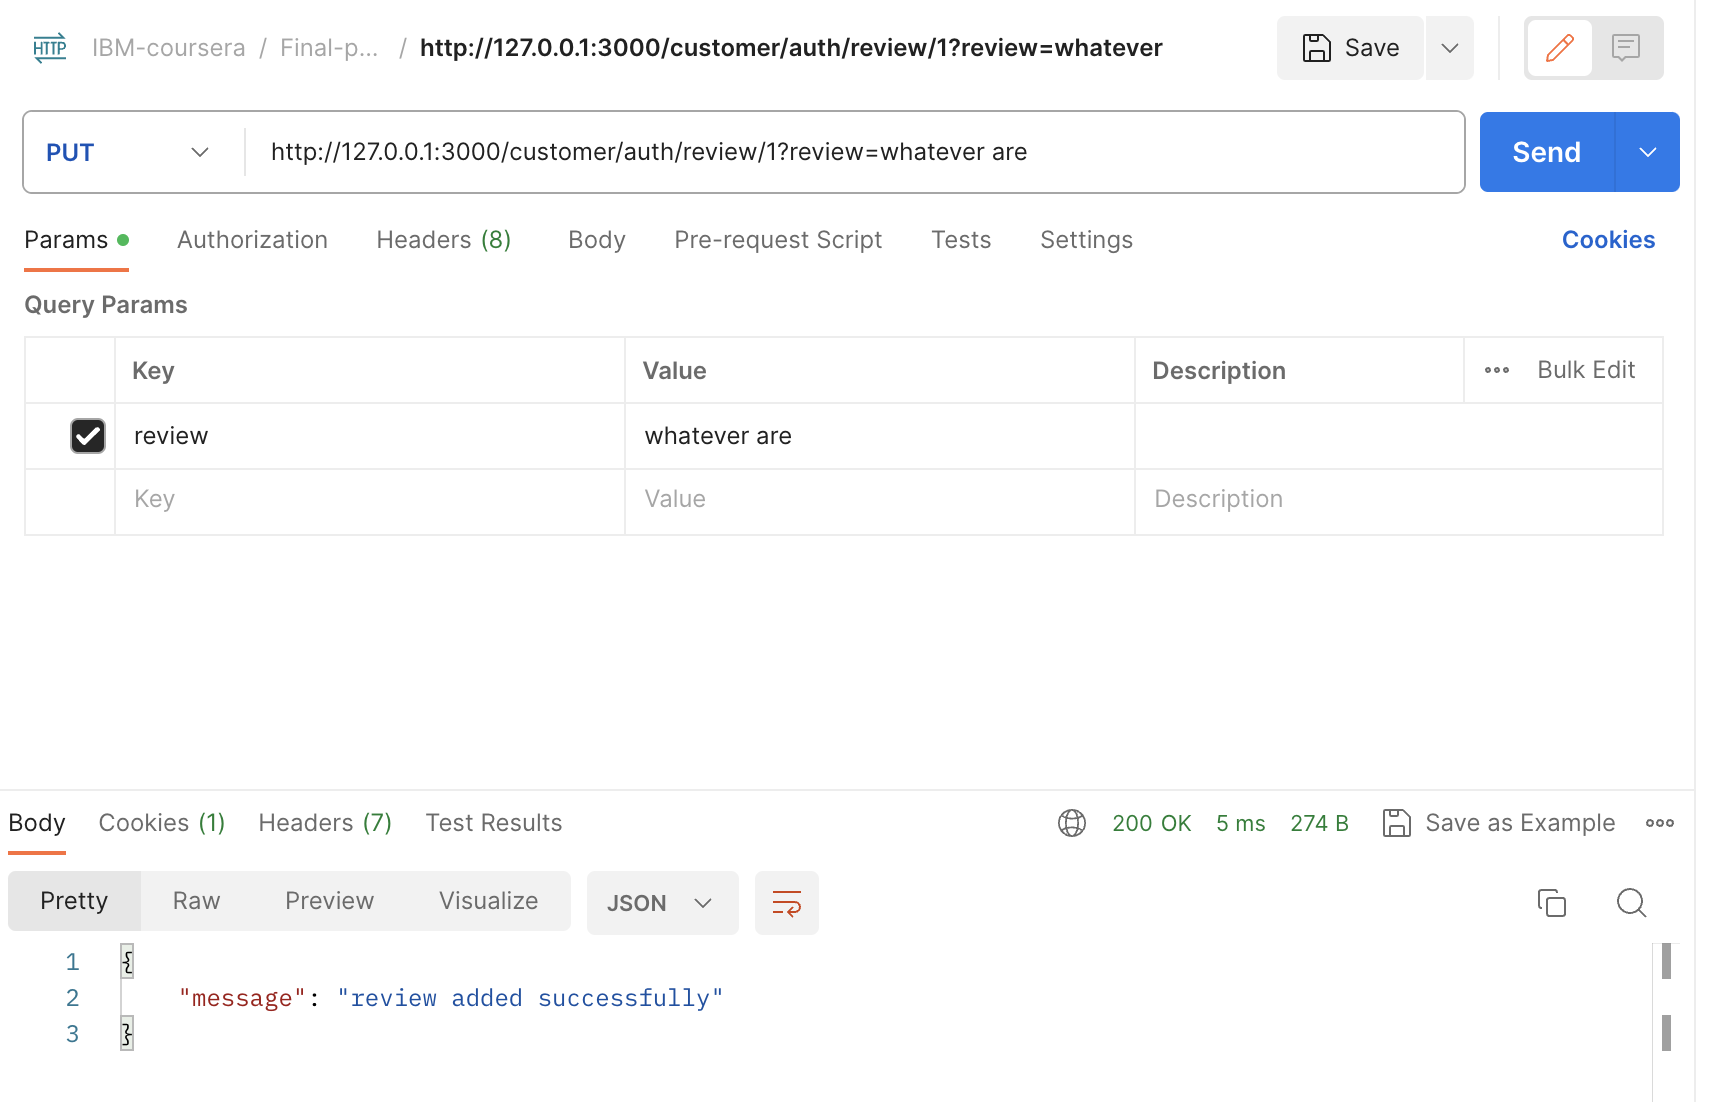 HTTP IBM-coursera / Final-p... / http://127.0.0.1:3000/customer/auth/review/1?review=whatever Save
PUT http://127.0.0.1:3000/customer/auth/review/1?review=whatever are Send
Params Authorization Headers (8) Body Pre-request Script Tests Settings Cookies
Query Params
Key Value Description ••• Bulk Edit
review whatever are
Key Value Description
Body Cookies (1) Headers (7) Test Results 200 OK 5 ms 274 B Save as Example
Pretty Raw Preview Visualize JSON
1 {
2 "message": "review added successfully"
3 }